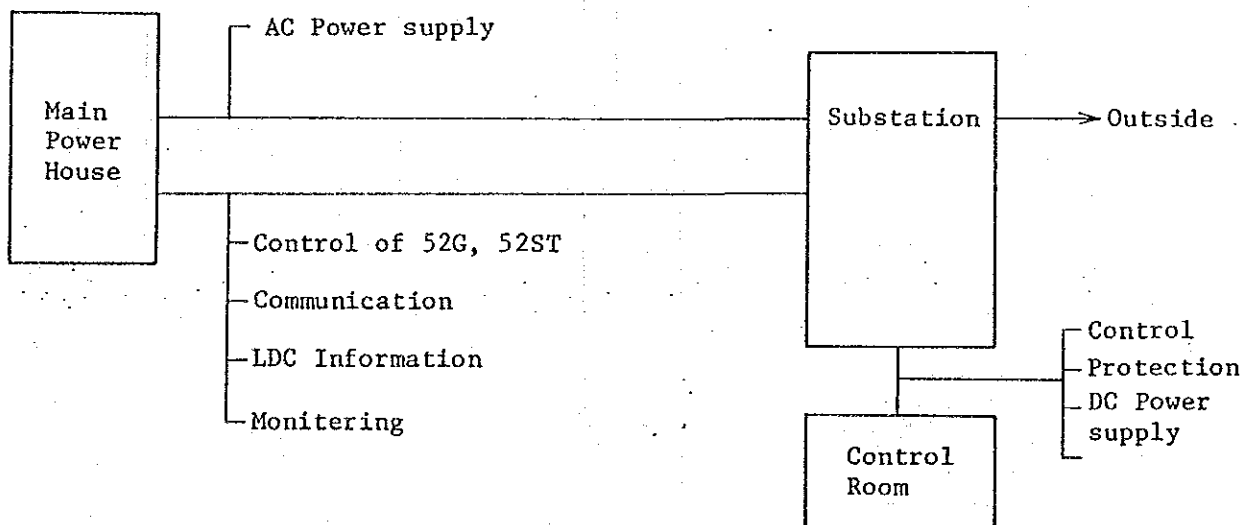 AC Power supply
Main
Power
House
Substation
Outside
Control of 52G, 52ST
Communication
LDC Information
Monitering
Control
Protection
DC Power
supply
Control
Room